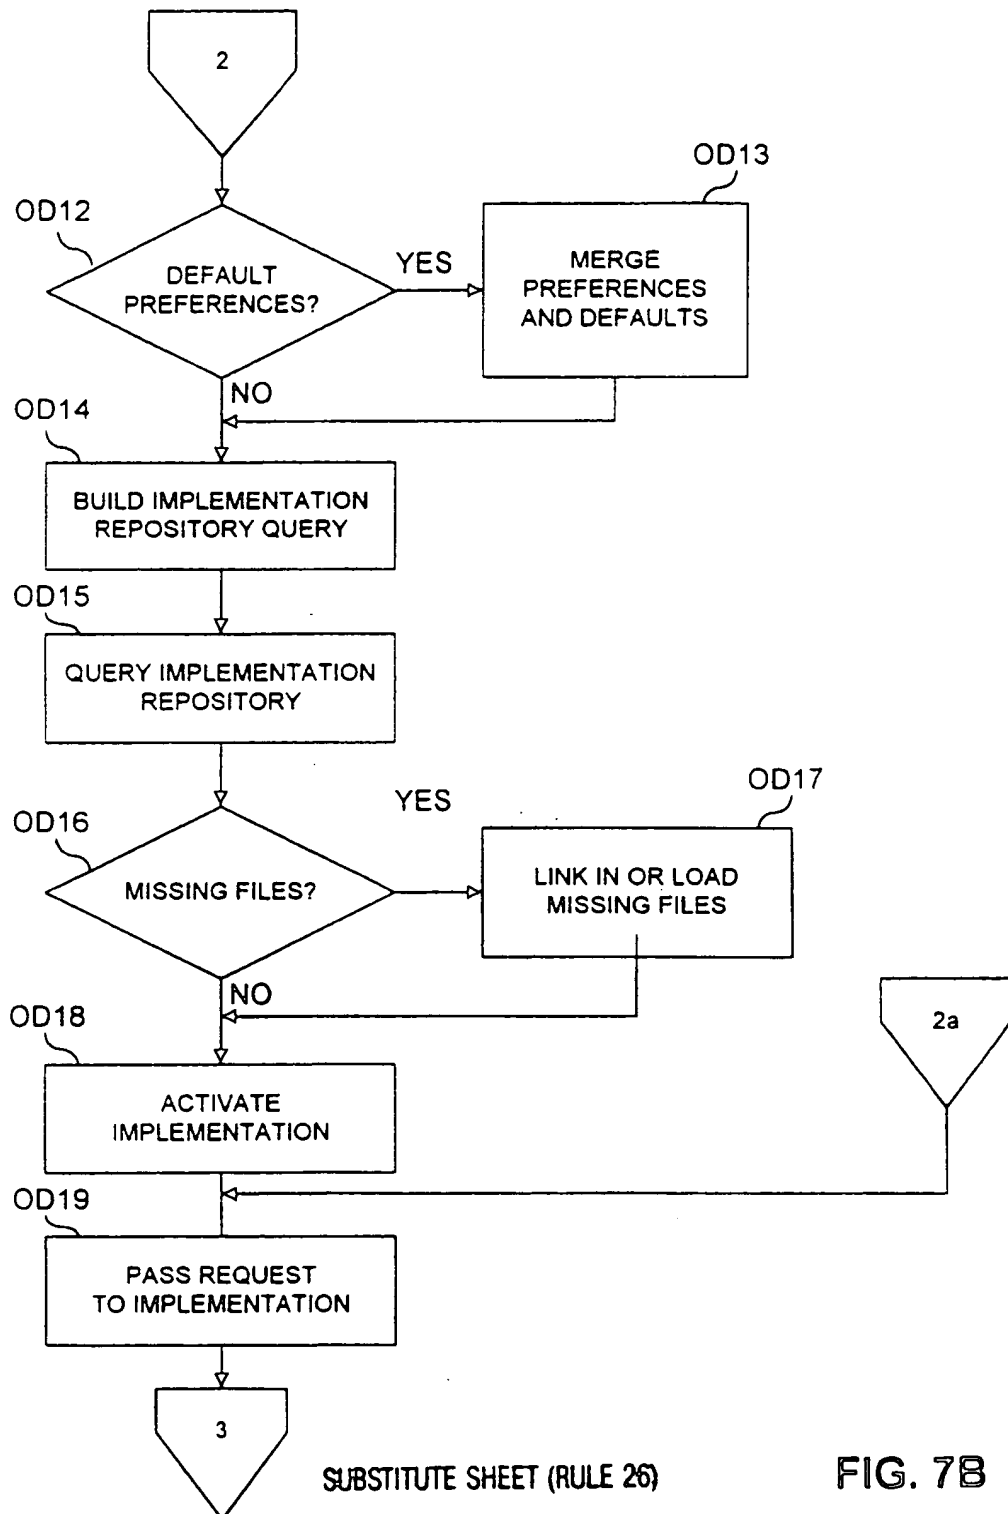 2
OD12
DEFAULT
PREFERENCES?
YES
OD13
MERGE
PREFERENCES
AND DEFAULTS
NO
OD14
BUILD IMPLEMENTATION
REPOSITORY QUERY
OD15
QUERY IMPLEMENTATION
REPOSITORY
OD16
MISSING FILES?
YES
OD17
LINK IN OR LOAD
MISSING FILES
NO
OD18
ACTIVATE
IMPLEMENTATION
2a
OD19
PASS REQUEST
TO IMPLEMENTATION
3
SUBSTITUTE SHEET (RULE 26)
FIG. 7B